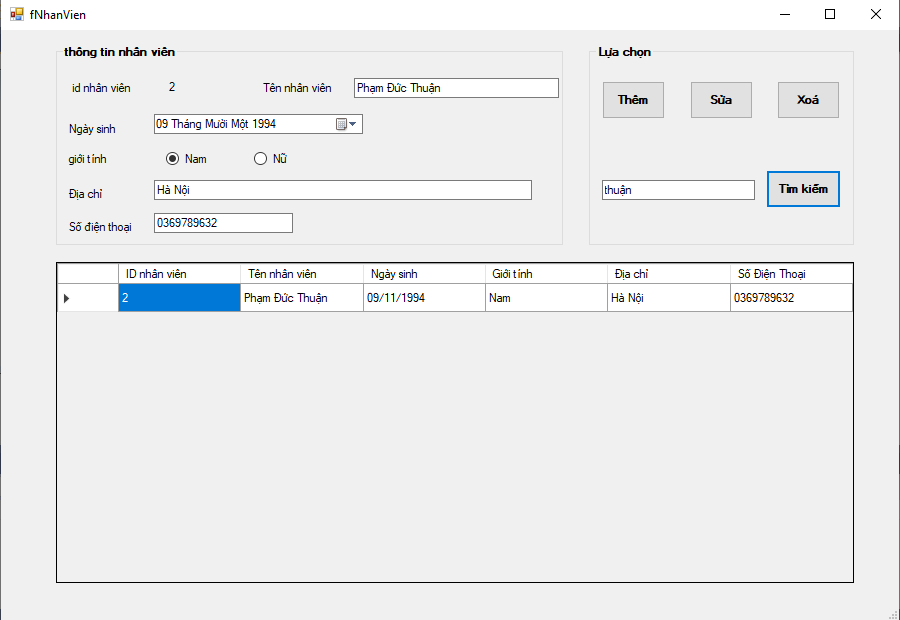 fNhanVien
thông tin nhân viên
id nhân viên 2 Tên nhân viên Phạm Đức Thuận
Ngày sinh 09 Tháng Mười Một 1994
giới tính Nam Nữ
Địa chỉ Hà Nội
Số điện thoại 0369789632
Lựa chọn
Thêm Sửa Xoá
thuận Tìm kiếm
ID nhân viên Tên nhân viên Ngày sinh Giới tính Địa chỉ Số Điện Thoại
2 Phạm Đức Thuận 09/11/1994 Nam Hà Nội 0369789632